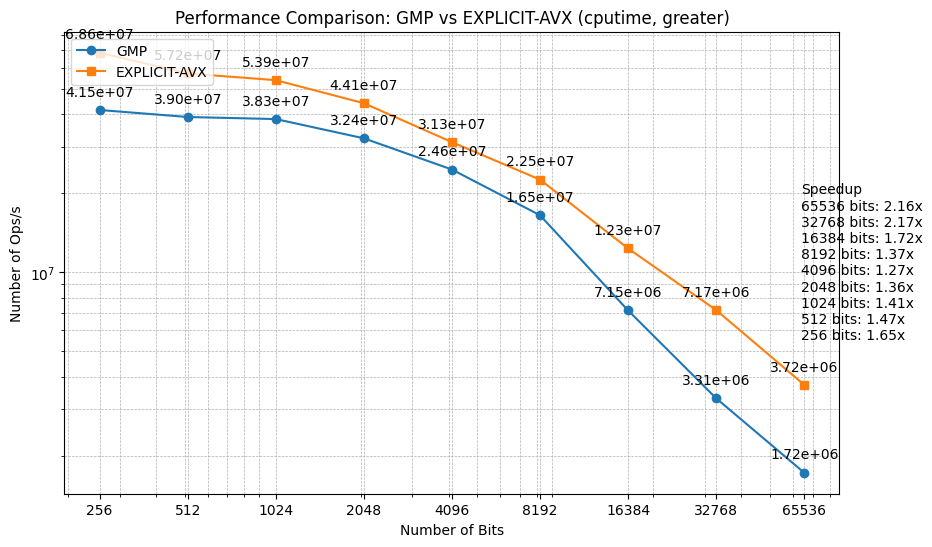 Performance Comparison: GMP vs EXPLICIT-AVX (cputime, greater)
6.86e+07
5.72e+07
5.39e+07
4.41e+07
3.13e+07
2.25e+07
1.23e+07
7.17e+06
3.72e+06
GMP
EXPLICIT-AVX
4.15e+07
3.90e+07
3.83e+07
3.24e+07
2.46e+07
1.65e+07
7.15e+06
3.31e+06
1.72e+06
Speedup
65536 bits: 2.16x
32768 bits: 2.17x
16384 bits: 1.72x
8192 bits: 1.37x
4096 bits: 1.27x
2048 bits: 1.36x
1024 bits: 1.41x
512 bits: 1.47x
256 bits: 1.65x
Number of Ops/s
10^7
256 512 1024 2048 4096 8192 16384 32768 65536
Number of Bits